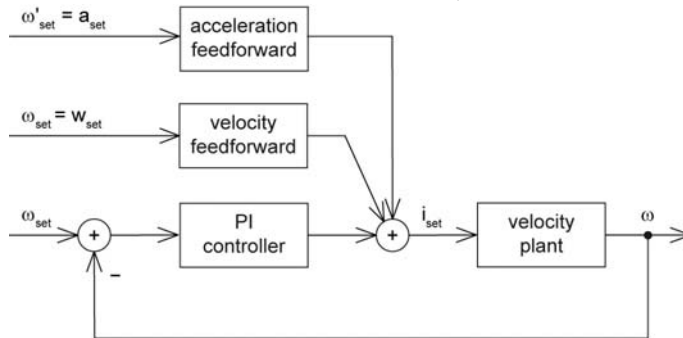 ω'set = aset
acceleration
feedforward
ωset = wset
velocity
feedforward
ωset
+
−
PI
controller
+
iset
velocity
plant
ω